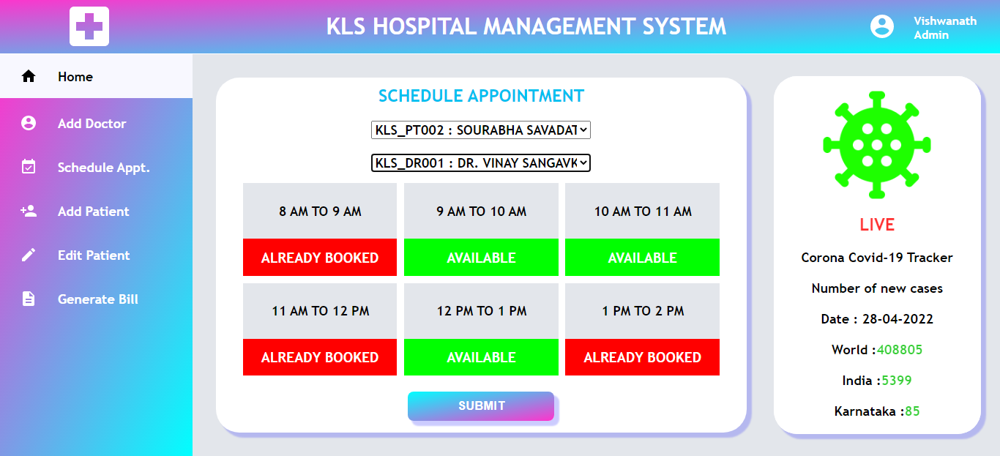 KLS HOSPITAL MANAGEMENT SYSTEM
Vishwanath
Admin
Home
Add Doctor
Schedule Appt.
Add Patient
Edit Patient
Generate Bill
SCHEDULE APPOINTMENT
KLS_PT002 : SOURABHA SAVADAT
KLS_DR001 : DR. VINAY SANGAVK
8 AM TO 9 AM
9 AM TO 10 AM
10 AM TO 11 AM
ALREADY BOOKED
AVAILABLE
AVAILABLE
11 AM TO 12 PM
12 PM TO 1 PM
1 PM TO 2 PM
ALREADY BOOKED
AVAILABLE
ALREADY BOOKED
SUBMIT
LIVE
Corona Covid-19 Tracker
Number of new cases
Date : 28-04-2022
World :408805
India :5399
Karnataka :85